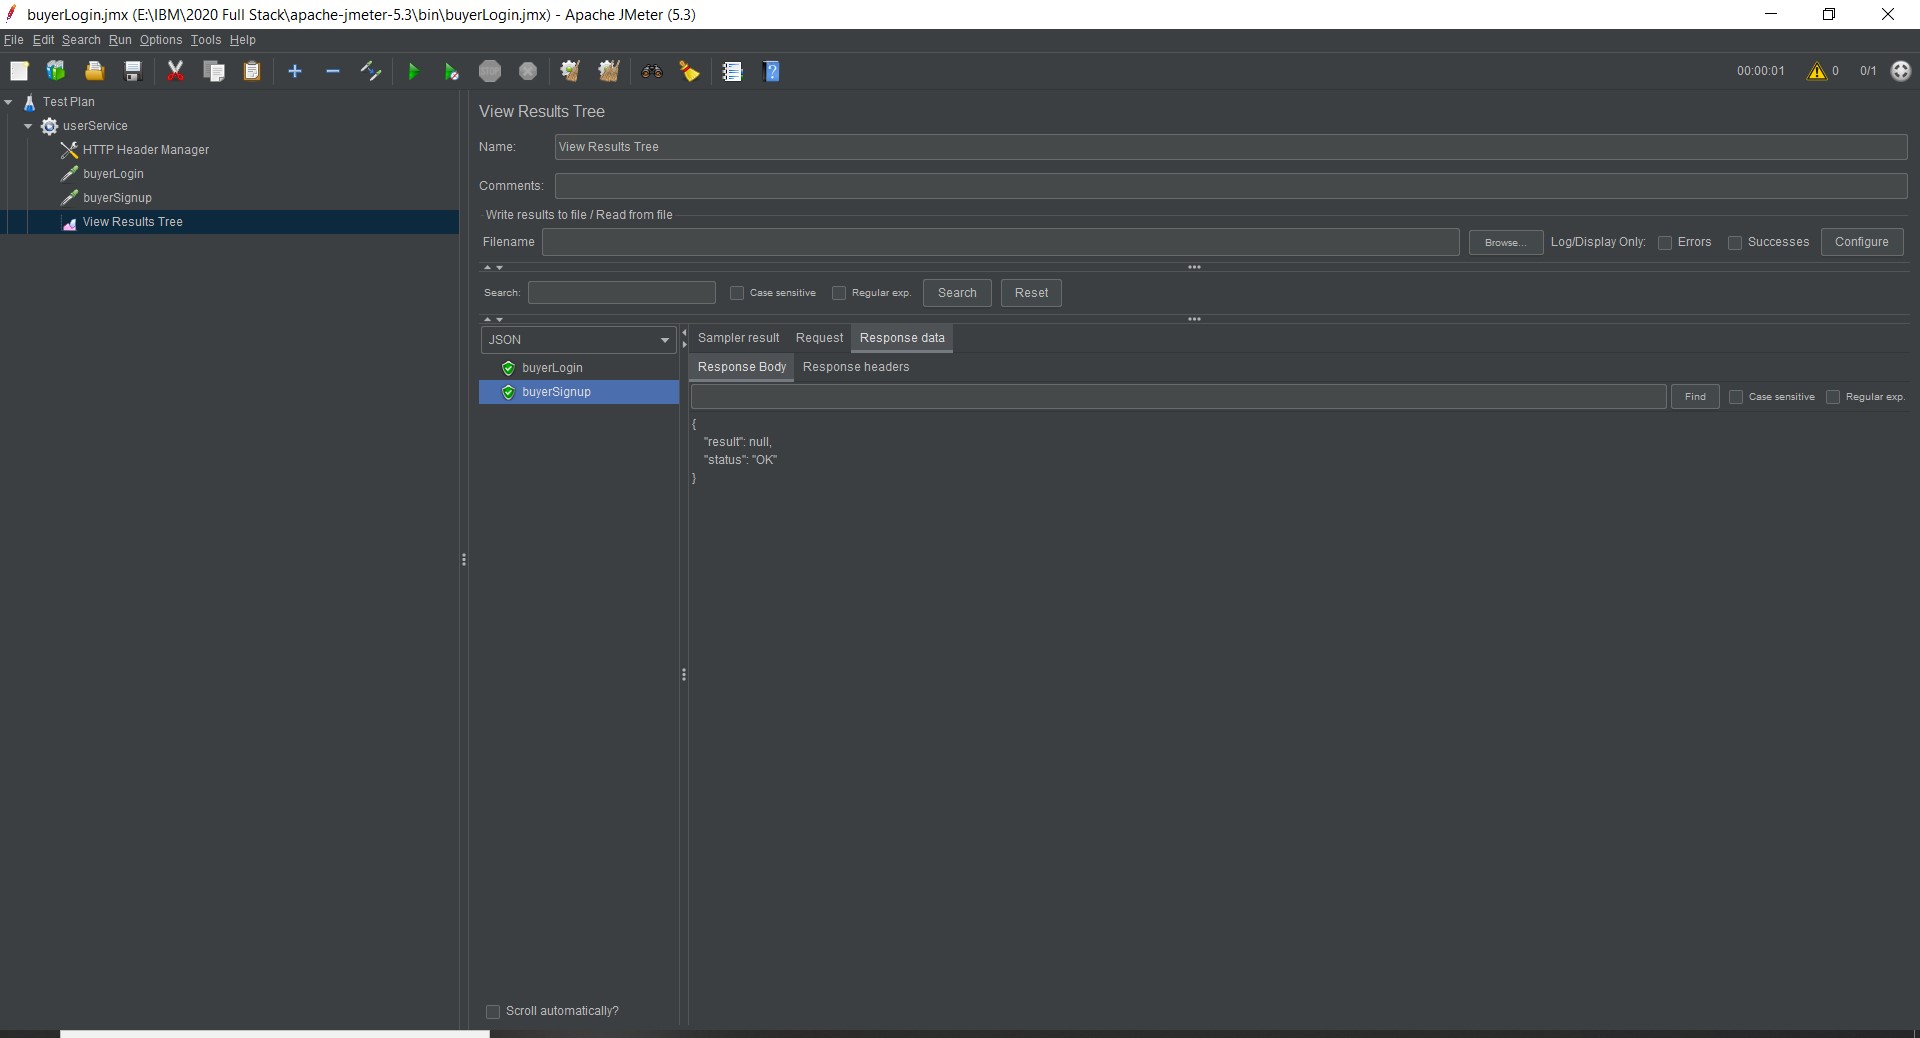 buyerLogin.jmx (E:\IBM\2020 Full Stack\apache-jmeter-5.3\bin\buyerLogin.jmx) - Apache JMeter (5.3)
File Edit Search Run Options Tools Help
STOP
00:00:01 0 0/1
Test Plan
userService
HTTP Header Manager
buyerLogin
buyerSignup
View Results Tree
View Results Tree
Name: View Results Tree
Comments:
Write results to file / Read from file
Filename Browse... Log/Display Only: Errors Successes Configure
Search: Case sensitive Regular exp. Search Reset
JSON
buyerLogin
buyerSignup
Scroll automatically?
Sampler result Request Response data
Response Body Response headers
Find Case sensitive Regular exp.
{
"result": null,
"status": "OK"
}